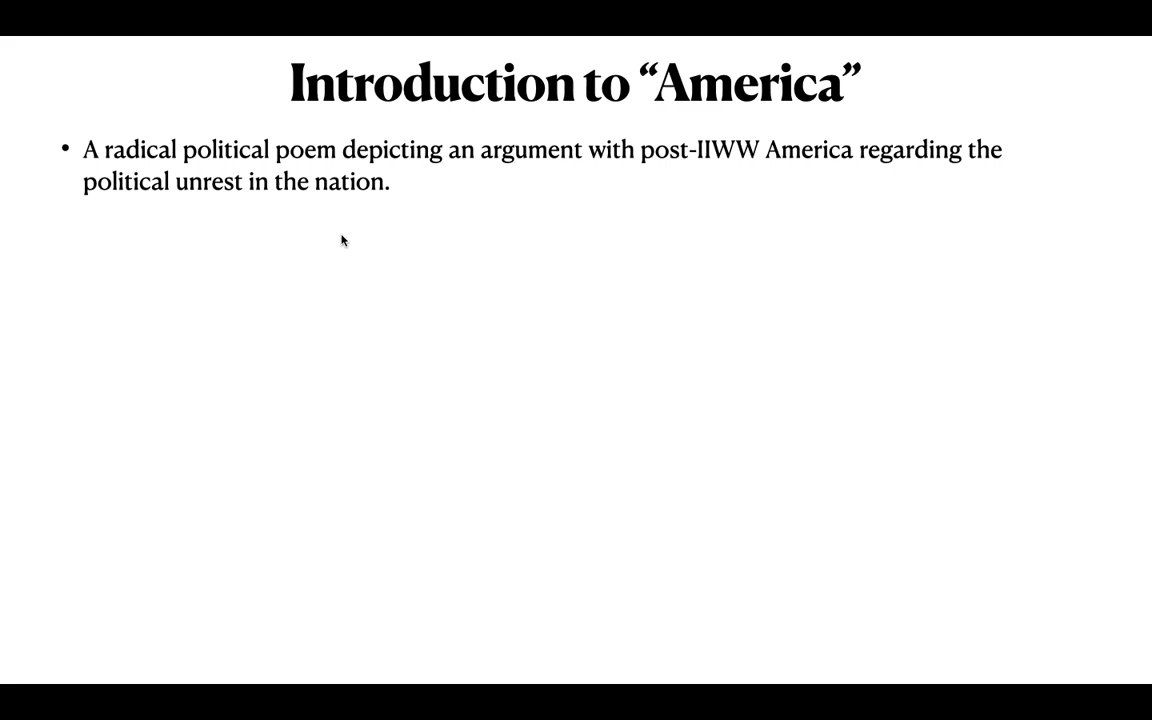 Introduction to “America”
• A radical political poem depicting an argument with post-IIWW America regarding the
political unrest in the nation.